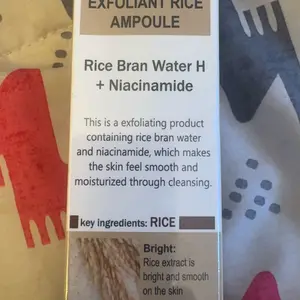 EXFOLIANT RICE
AMPOULE
Rice Bran Water H
+ Niacinamide
This is a exfoliating product
containing rice bran water
and niacinamide, which makes
the skin feel smooth and
moisturized through cleansing.
key ingredients: RICE
Bright:
Rice extract is
bright and smooth
on the skin